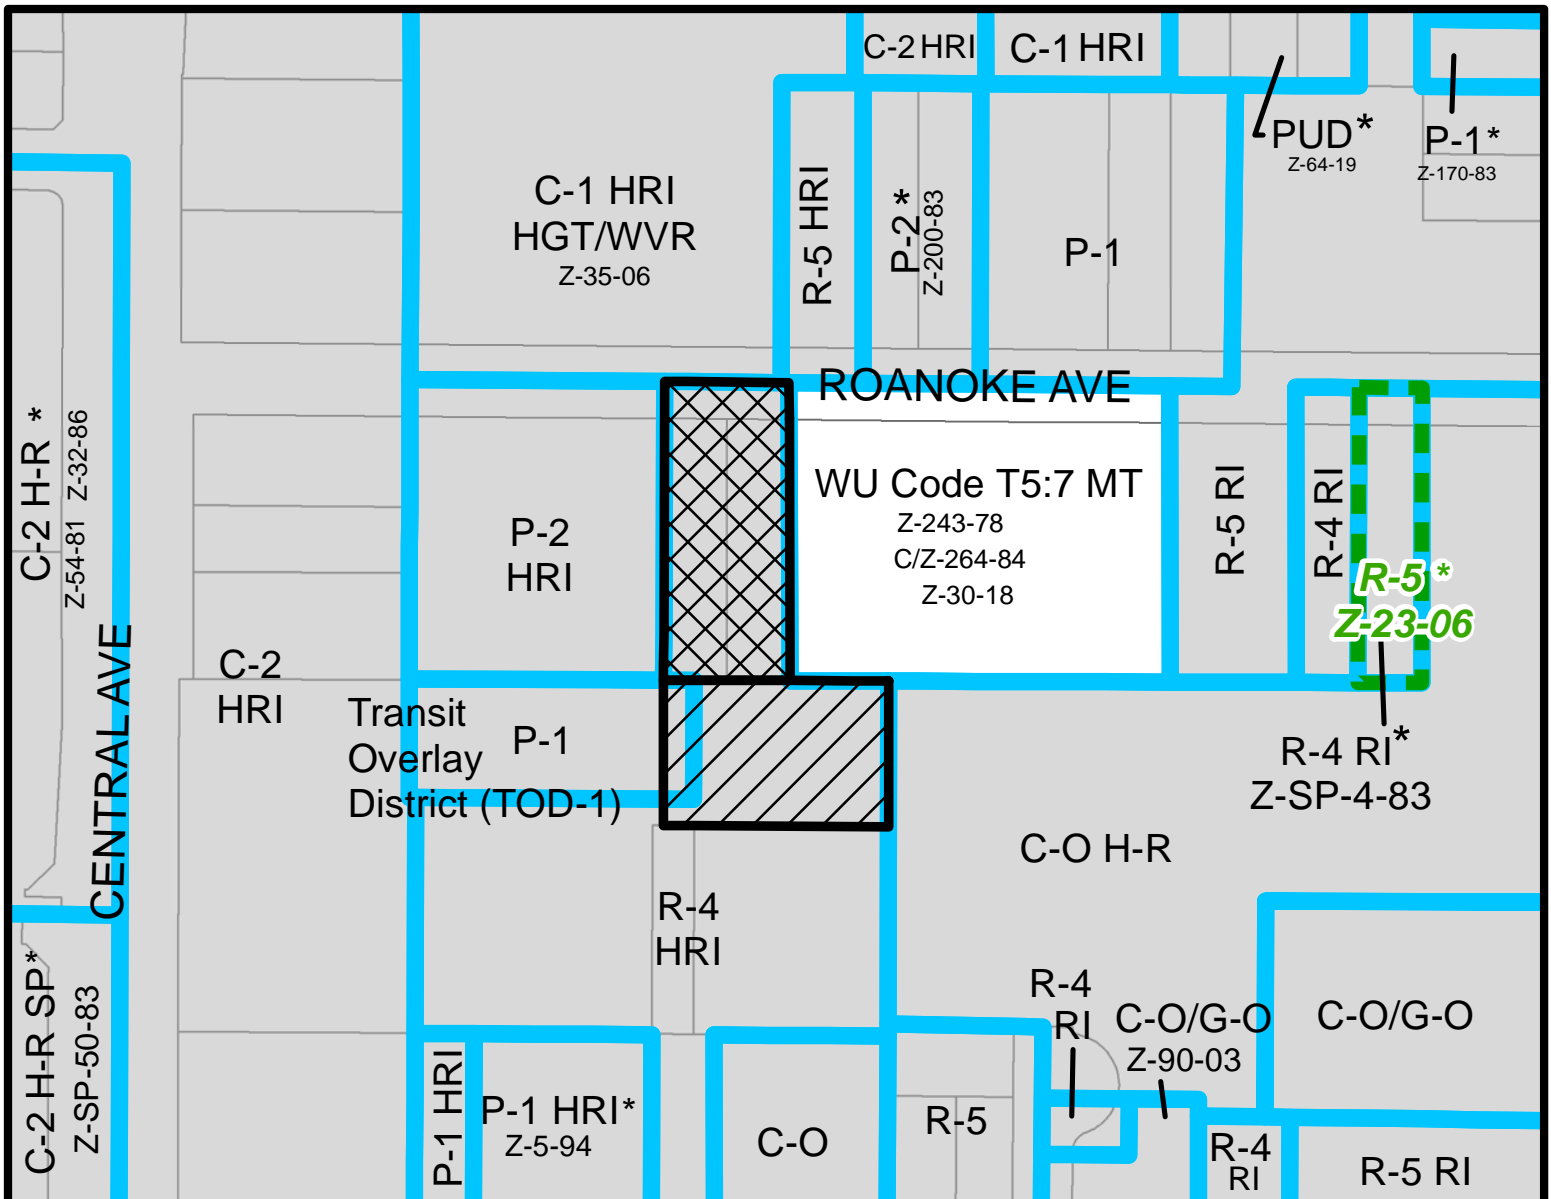 C-2 HRI
C-1 HRI
PUD*
Z-64-19
P-1*
Z-170-83
C-1 HRI
HGT/WVR
Z-35-06
R-5 HRI
P-2 *
Z-200-83
P-1
ROANOKE AVE
C-2 H-R *
Z-54-81 Z-32-86
P-2
HRI
WU Code T5:7 MT
Z-243-78
C/Z-264-84
Z-30-18
R-5 RI
R-4 RI
R-5 *
Z-23-06
CENTRAL AVE
C-2
HRI
Transit
Overlay
District (TOD-1)
P-1
R-4 RI*
Z-SP-4-83
C-O H-R
R-4
HRI
C-2 H-R SP*
Z-SP-50-83
R-4
RI
C-O/G-O
Z-90-03
C-O/G-O
P-1 HRI
P-1 HRI*
Z-5-94
C-O
R-5
R-4
RI
R-5 RI